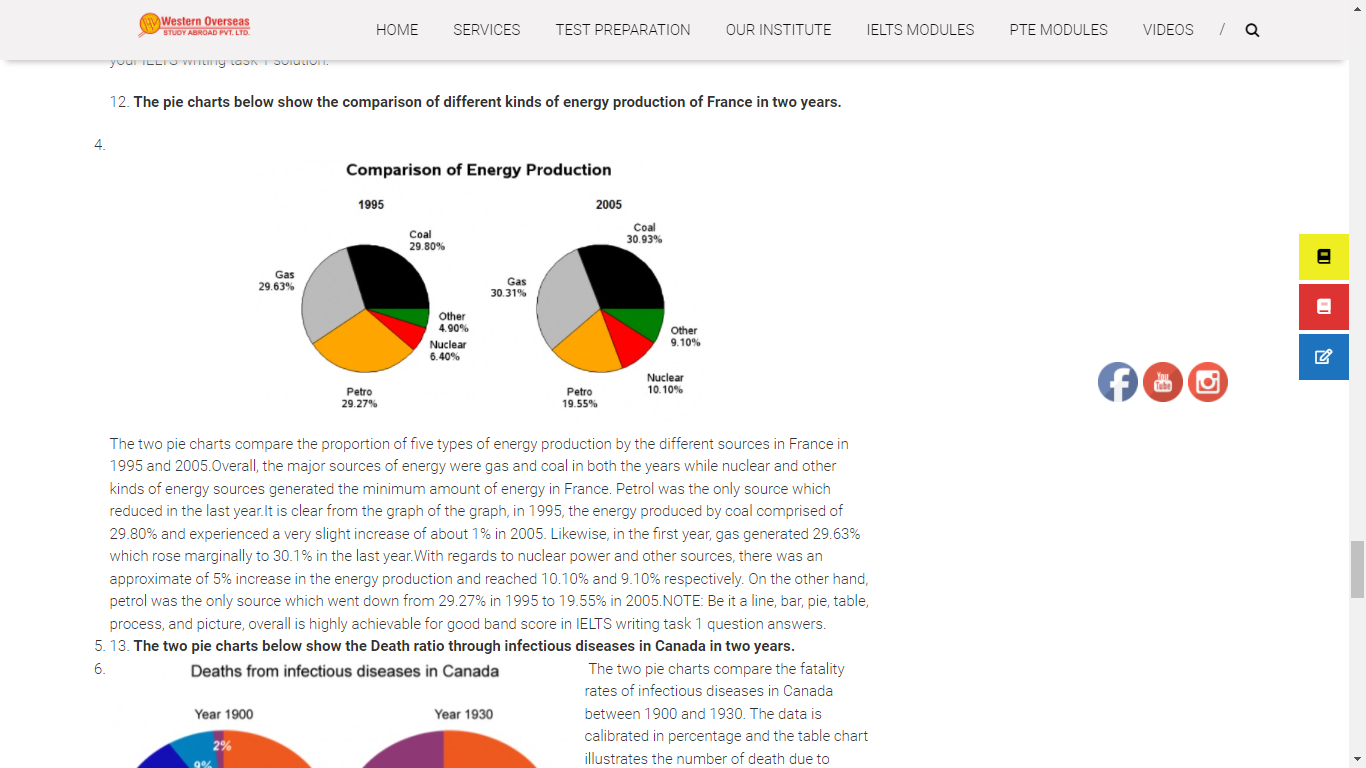 Western Overseas
STUDY ABROAD PVT. LTD.
HOME SERVICES TEST PREPARATION OUR INSTITUTE IELTS MODULES PTE MODULES VIDEOS /
your IELTS writing task 1 solution.
12. The pie charts below show the comparison of different kinds of energy production of France in two years.
4.
Comparison of Energy Production
1995
2005
Coal
29.80%
Gas
29.63%
Other
4.90%
Nuclear
6.40%
Petro
29.27%
Coal
30.93%
Gas
30.31%
Other
9.10%
Nuclear
10.10%
Petro
19.55%
You
Tube
The two pie charts compare the proportion of five types of energy production by the different sources in France in
1995 and 2005.Overall, the major sources of energy were gas and coal in both the years while nuclear and other
kinds of energy sources generated the minimum amount of energy in France. Petrol was the only source which
reduced in the last year.It is clear from the graph of the graph, in 1995, the energy produced by coal comprised of
29.80% and experienced a very slight increase of about 1% in 2005. Likewise, in the first year, gas generated 29.63%
which rose marginally to 30.1% in the last year.With regards to nuclear power and other sources, there was an
approximate of 5% increase in the energy production and reached 10.10% and 9.10% respectively. On the other hand,
petrol was the only source which went down from 29.27% in 1995 to 19.55% in 2005.NOTE: Be it a line, bar, pie, table,
process, and picture, overall is highly achievable for good band score in IELTS writing task 1 question answers.
5. 13. The two pie charts below show the Death ratio through infectious diseases in Canada in two years.
6.
Deaths from infectious diseases in Canada
Year 1900
Year 1930
2%
9%
The two pie charts compare the fatality
rates of infectious diseases in Canada
between 1900 and 1930. The data is
calibrated in percentage and the table chart
illustrates the number of death due to